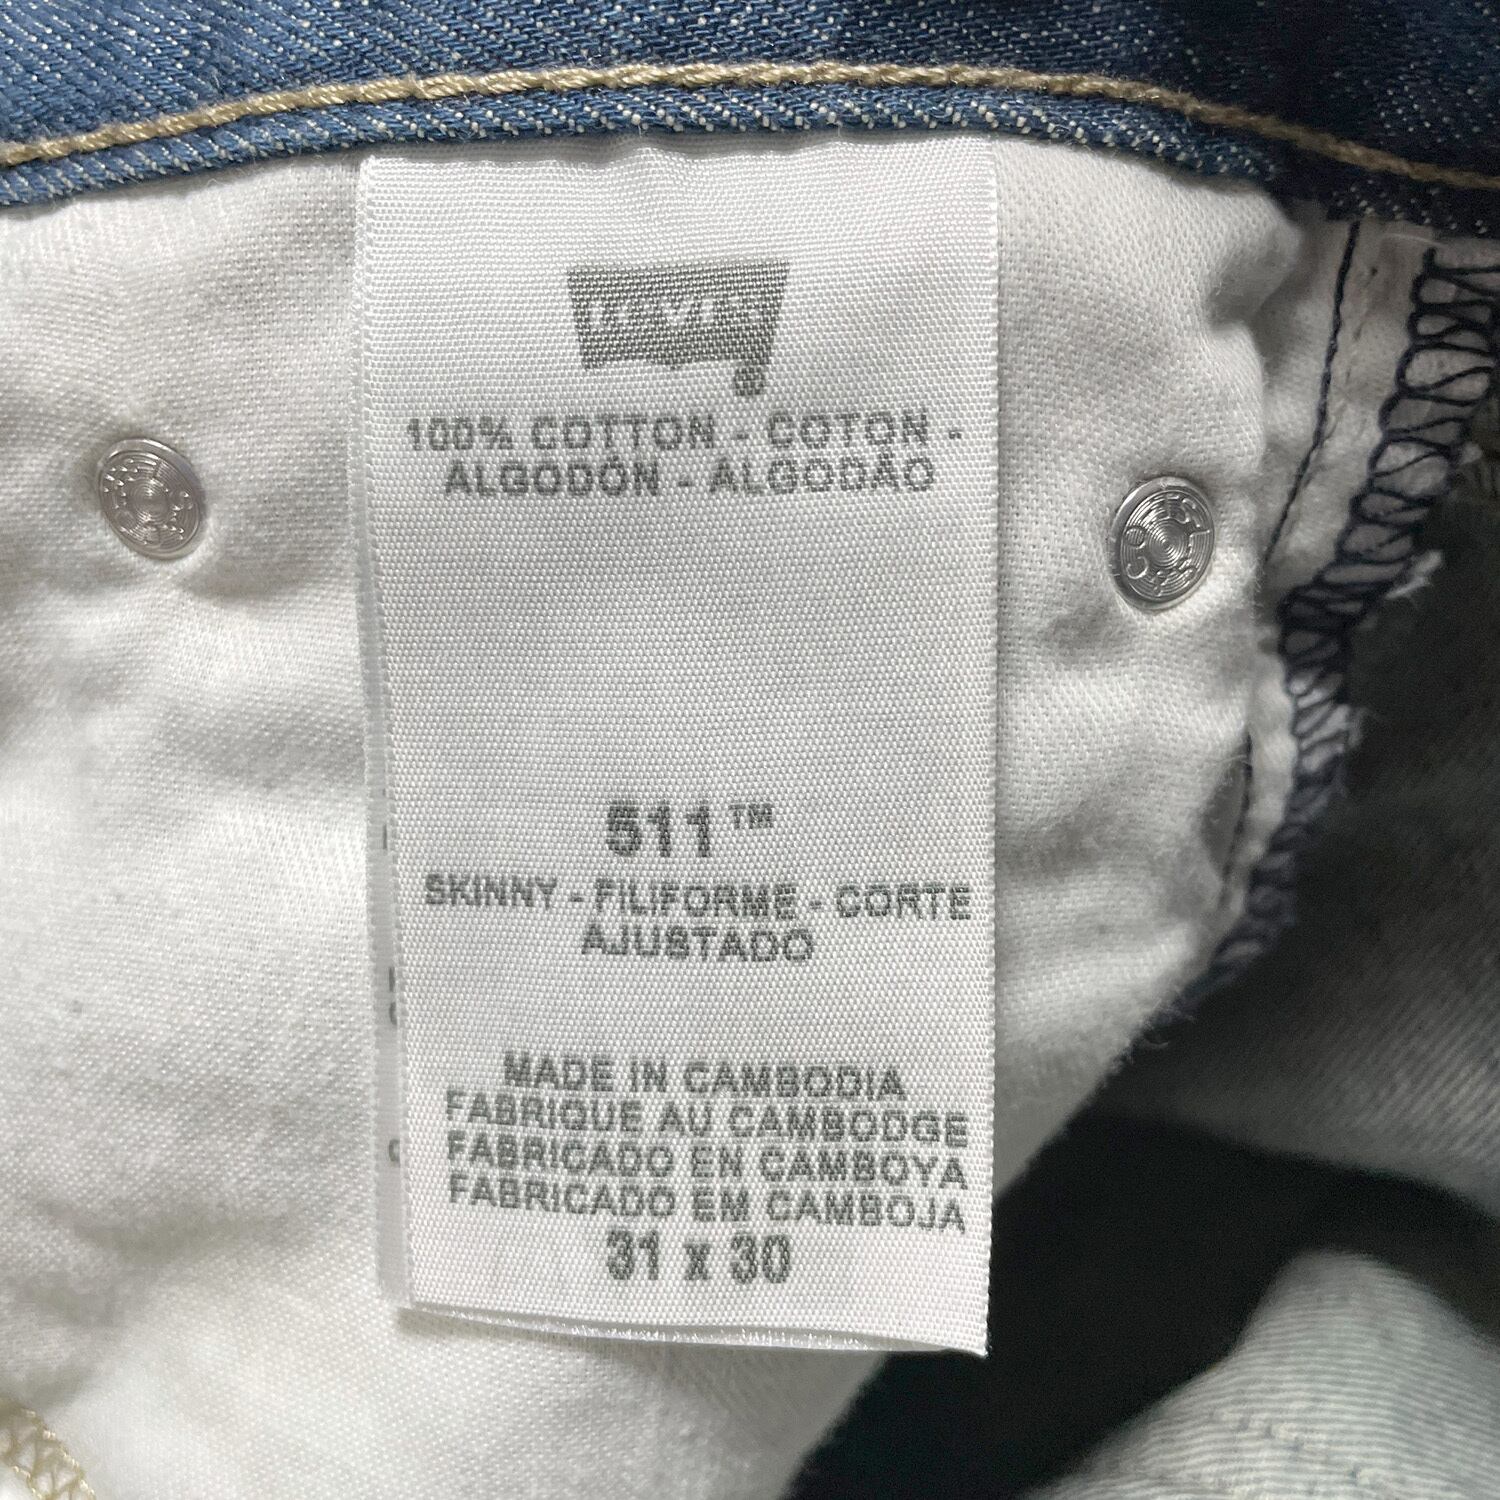 LEVI'S
®
100% COTTON - COTON -
ALGODÓN - ALGODÃO
511™
SKINNY - FILIFORME - CORTE
AJUSTADO
MADE IN CAMBODIA
FABRIQUE AU CAMBODGE
FABRICADO EN CAMBOYA
FABRICADO EM CAMBOJA
31 x 30